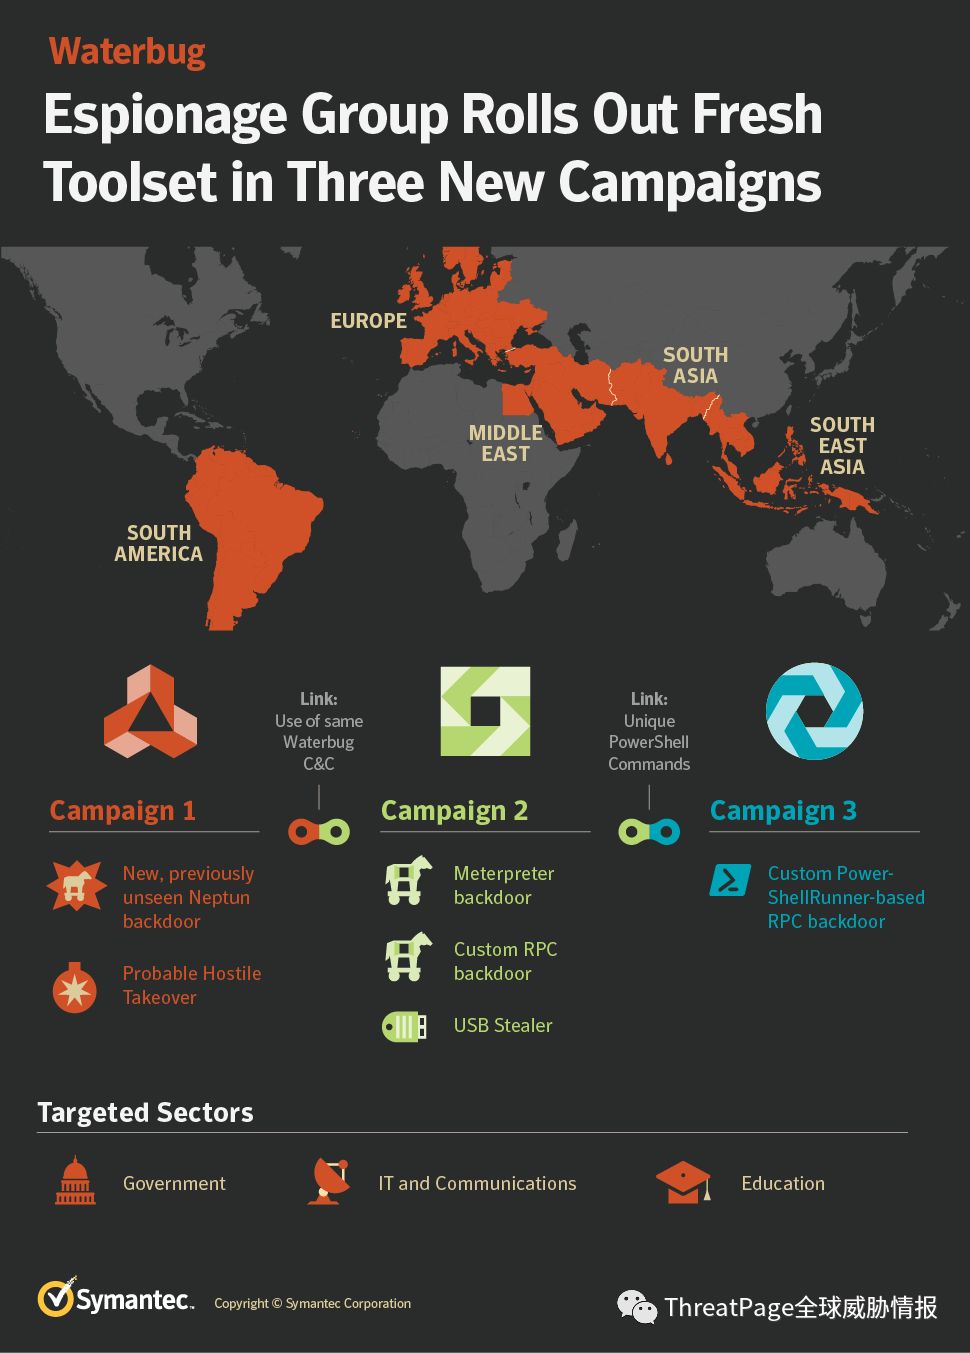 Waterbug
Espionage Group Rolls Out Fresh
Toolset in Three New Campaigns
EUROPE
SOUTH
ASIA
MIDDLE
EAST
SOUTH
EAST
ASIA
SOUTH
AMERICA
Link:
Use of same
Waterbug
C&C
Link:
Unique
PowerShell
Commands
Campaign 1
New, previously
unseen Neptun
backdoor
Probable Hostile
Takeover
Campaign 2
Meterpreter
backdoor
Custom RPC
backdoor
USB Stealer
Campaign 3
Custom Power-
ShellRunner-based
RPC backdoor
Targeted Sectors
Government
IT and Communications
Education
Symantec™
Copyright © Symantec Corporation
ThreatPage全球威胁情报